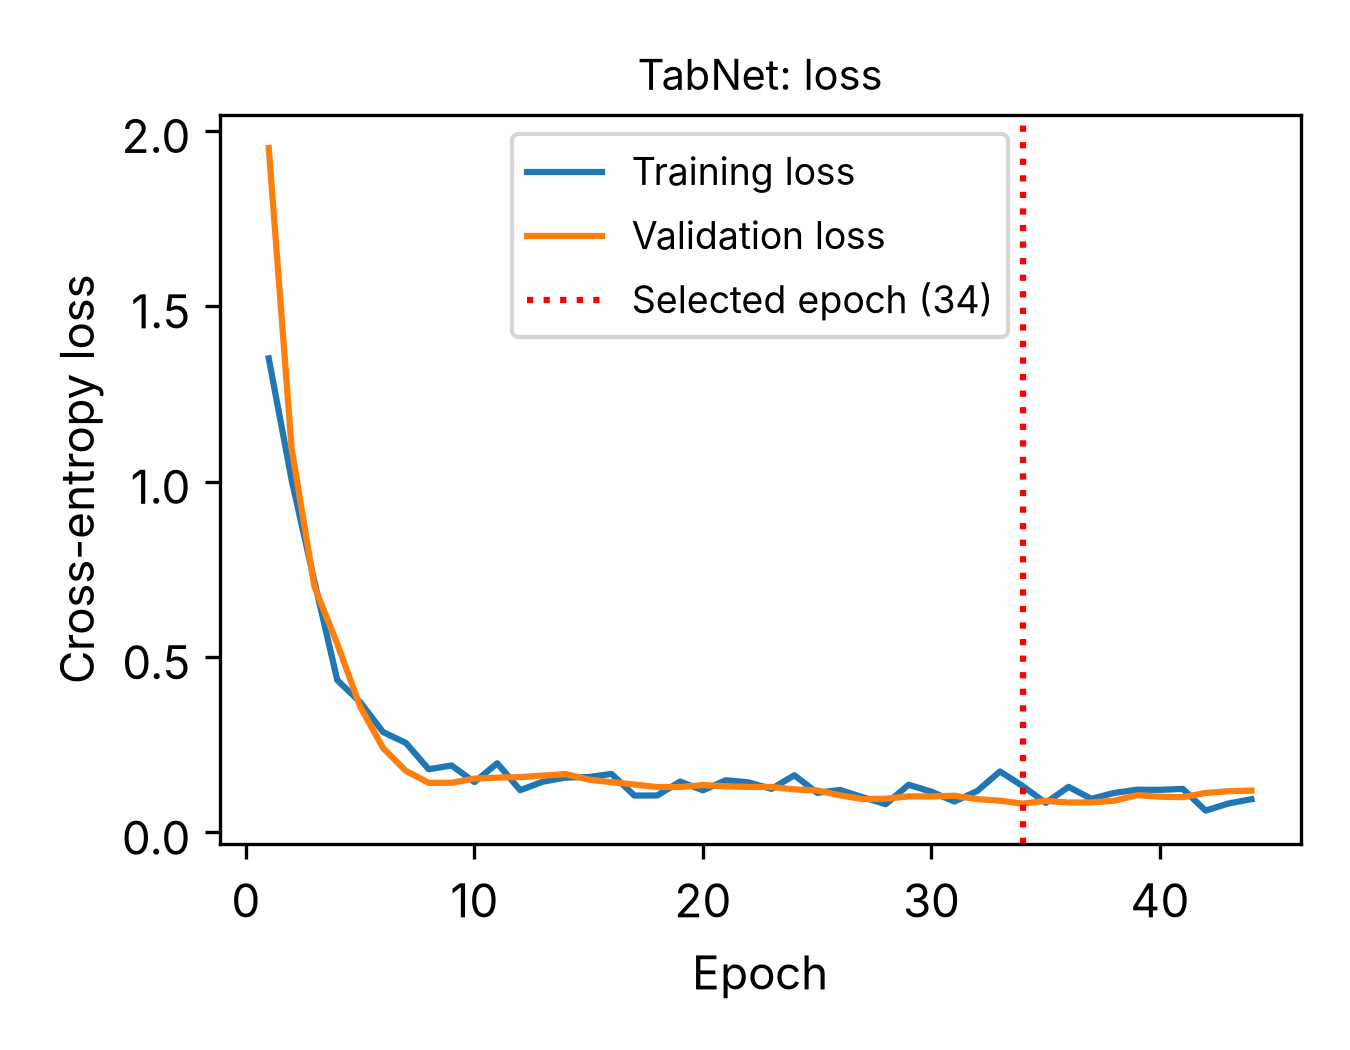 TabNet: loss
2.0
1.5
1.0
0.5
0.0
Cross-entropy loss
Training loss
Validation loss
Selected epoch (34)
0 10 20 30 40
Epoch